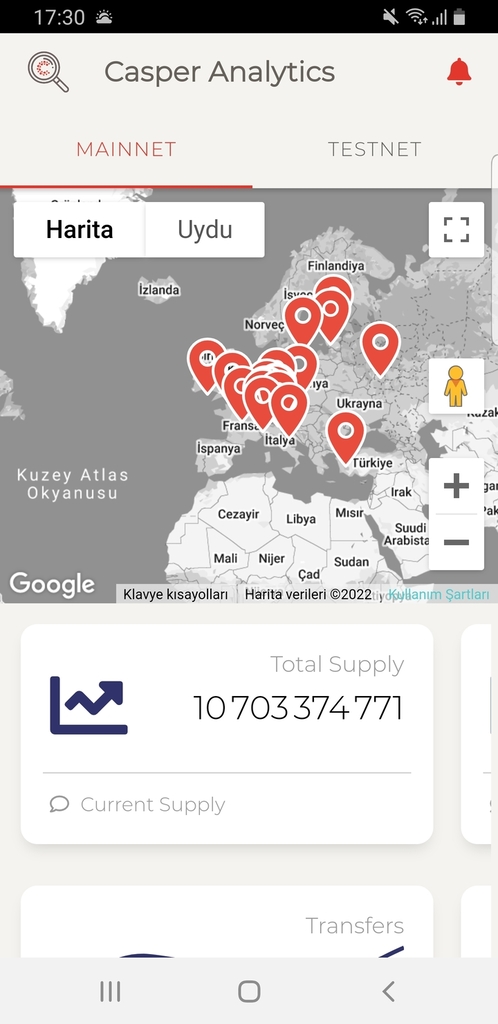 17:30
Casper Analytics
MAINNET
TESTNET
Harita
Uydu
Finlandiya
İzlanda
Norveç
Ukrayna
Fransa
İtalya
İspanya
Türkiye
Kuzey Atlas
Okyanusu
Irak
Cezayir
Libya
Mısır
Suudi
Arabista
Mali
Nijer
Sudan
Çad
Google
Klavye kısayolları
Harita verileri ©2022
Kullanım Şartları
Total Supply
10 703 374 771
Current Supply
Transfers